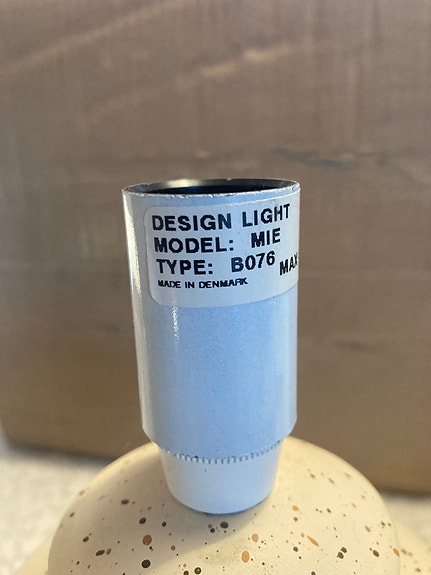 DESIGN LIGHT
MODEL: MIE
TYPE: B076 MAX
MADE IN DENMARK